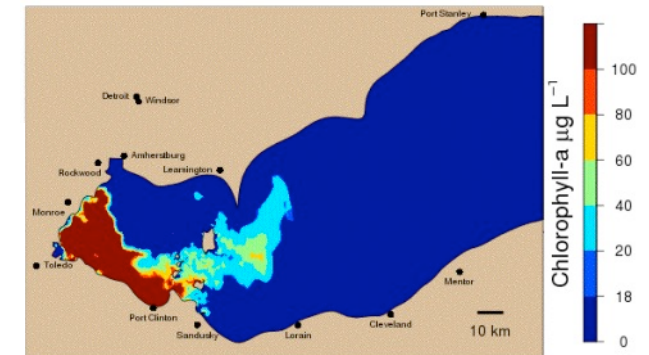 Port Stanley
Detroit
Windsor
Amherstburg
Rockwood
Leamington
Monroe
Toledo
Port Clinton
Sandusky
Lorain
Cleveland
Mentor
10 km
Chlorophyll-a µg L⁻¹
100
80
60
40
20
18
0